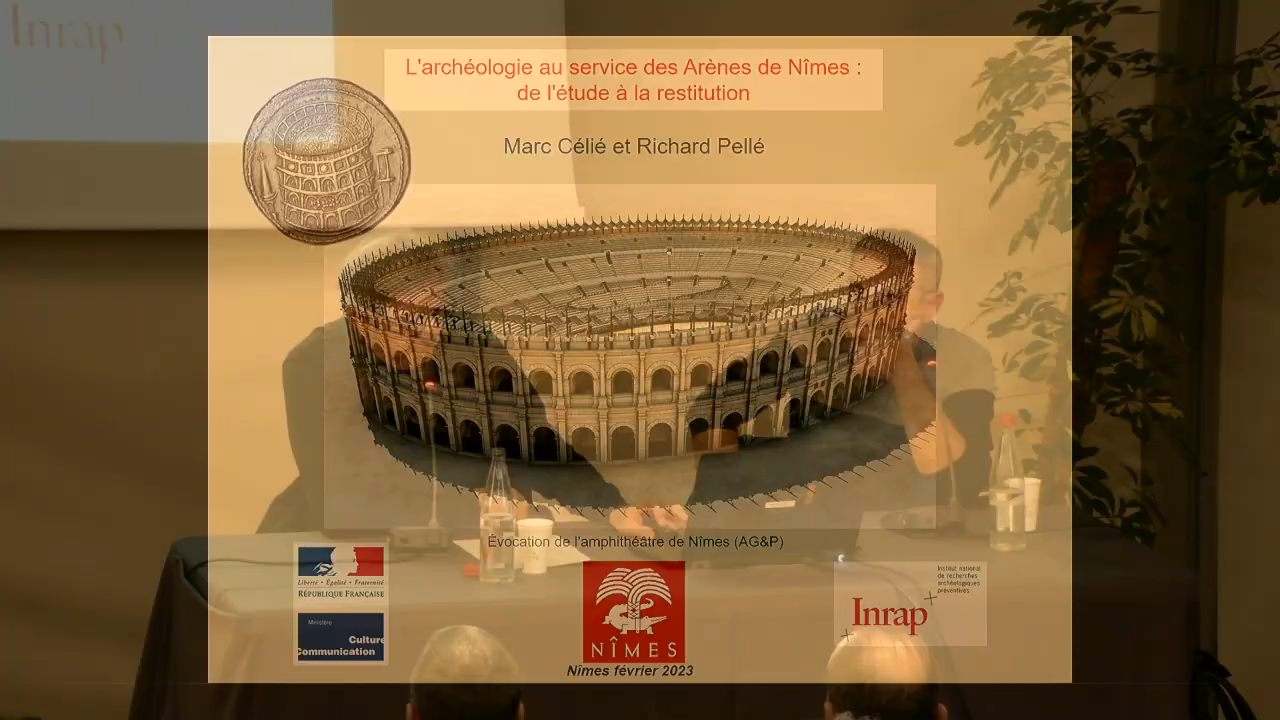 Inrap
L'archéologie au service des Arènes de Nîmes :
de l'étude à la restitution
Marc Célié et Richard Pellé
Évocation de l'amphithéâtre de Nîmes (AG&P)
Liberté • Égalité • Fraternité
RÉPUBLIQUE FRANÇAISE
Ministère
Culture
Communication
NÎMES
Institut national
de recherches
archéologiques
préventives
Inrap
Nîmes février 2023